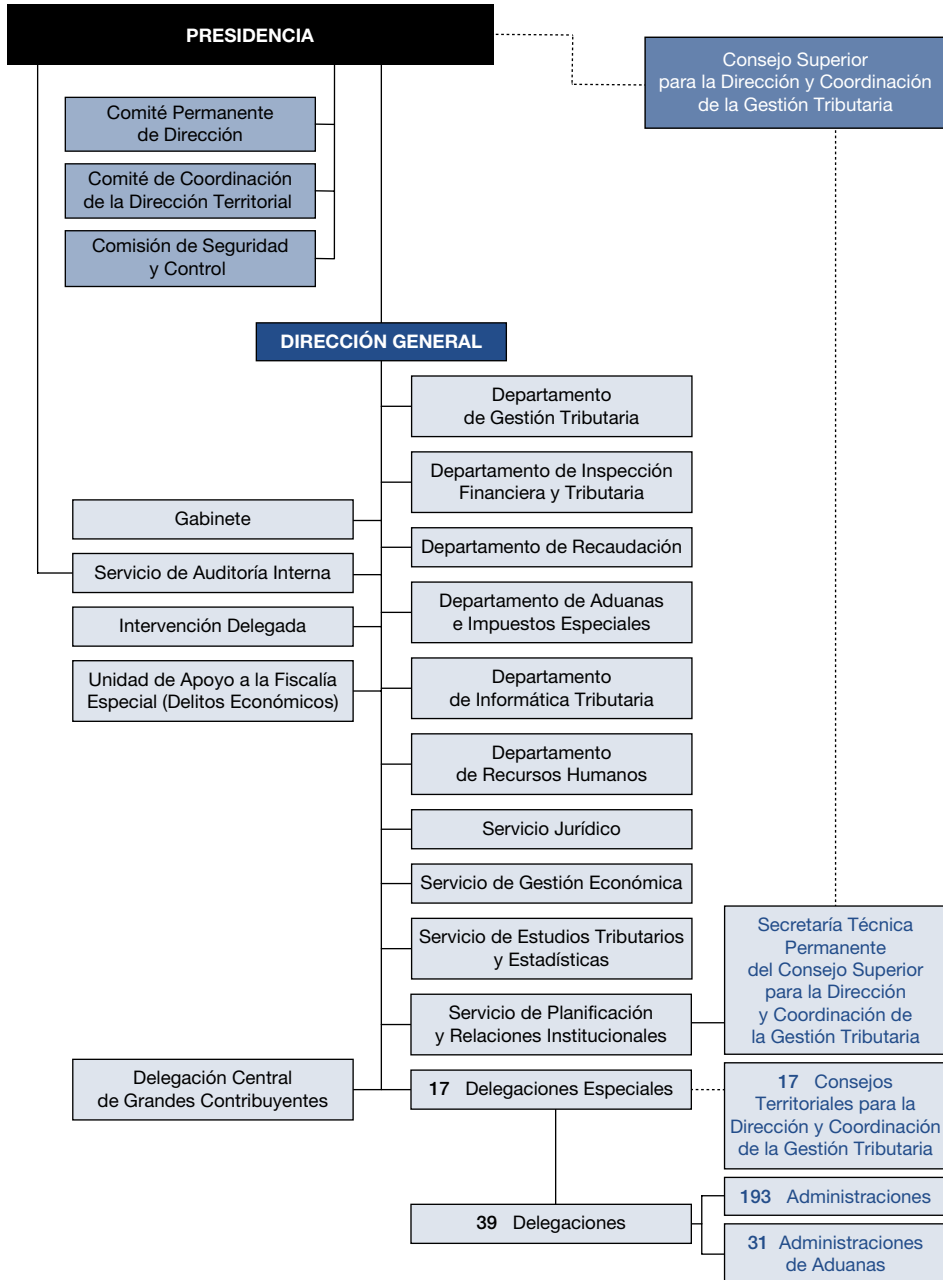 PRESIDENCIA
Consejo Superior
para la Dirección y Coordinación
de la Gestión Tributaria
Comité Permanente
de Dirección
Comité de Coordinación
de la Dirección Territorial
Comisión de Seguridad
y Control
DIRECCIÓN GENERAL
Departamento
de Gestión Tributaria
Departamento de Inspección
Financiera y Tributaria
Gabinete
Departamento de Recaudación
Servicio de Auditoría Interna
Departamento de Aduanas
e Impuestos Especiales
Intervención Delegada
Unidad de Apoyo a la Fiscalía
Especial (Delitos Económicos)
Departamento
de Informática Tributaria
Departamento
de Recursos Humanos
Servicio Jurídico
Servicio de Gestión Económica
Servicio de Estudios Tributarios
y Estadísticas
Servicio de Planificación
y Relaciones Institucionales
Secretaría Técnica
Permanente
del Consejo Superior
para la Dirección
y Coordinación de
la Gestión Tributaria
Delegación Central
de Grandes Contribuyentes
17 Delegaciones Especiales
17 Consejos
Territoriales para la
Dirección y Coordinación
de la Gestión Tributaria
39 Delegaciones
193 Administraciones
31 Administraciones
de Aduanas